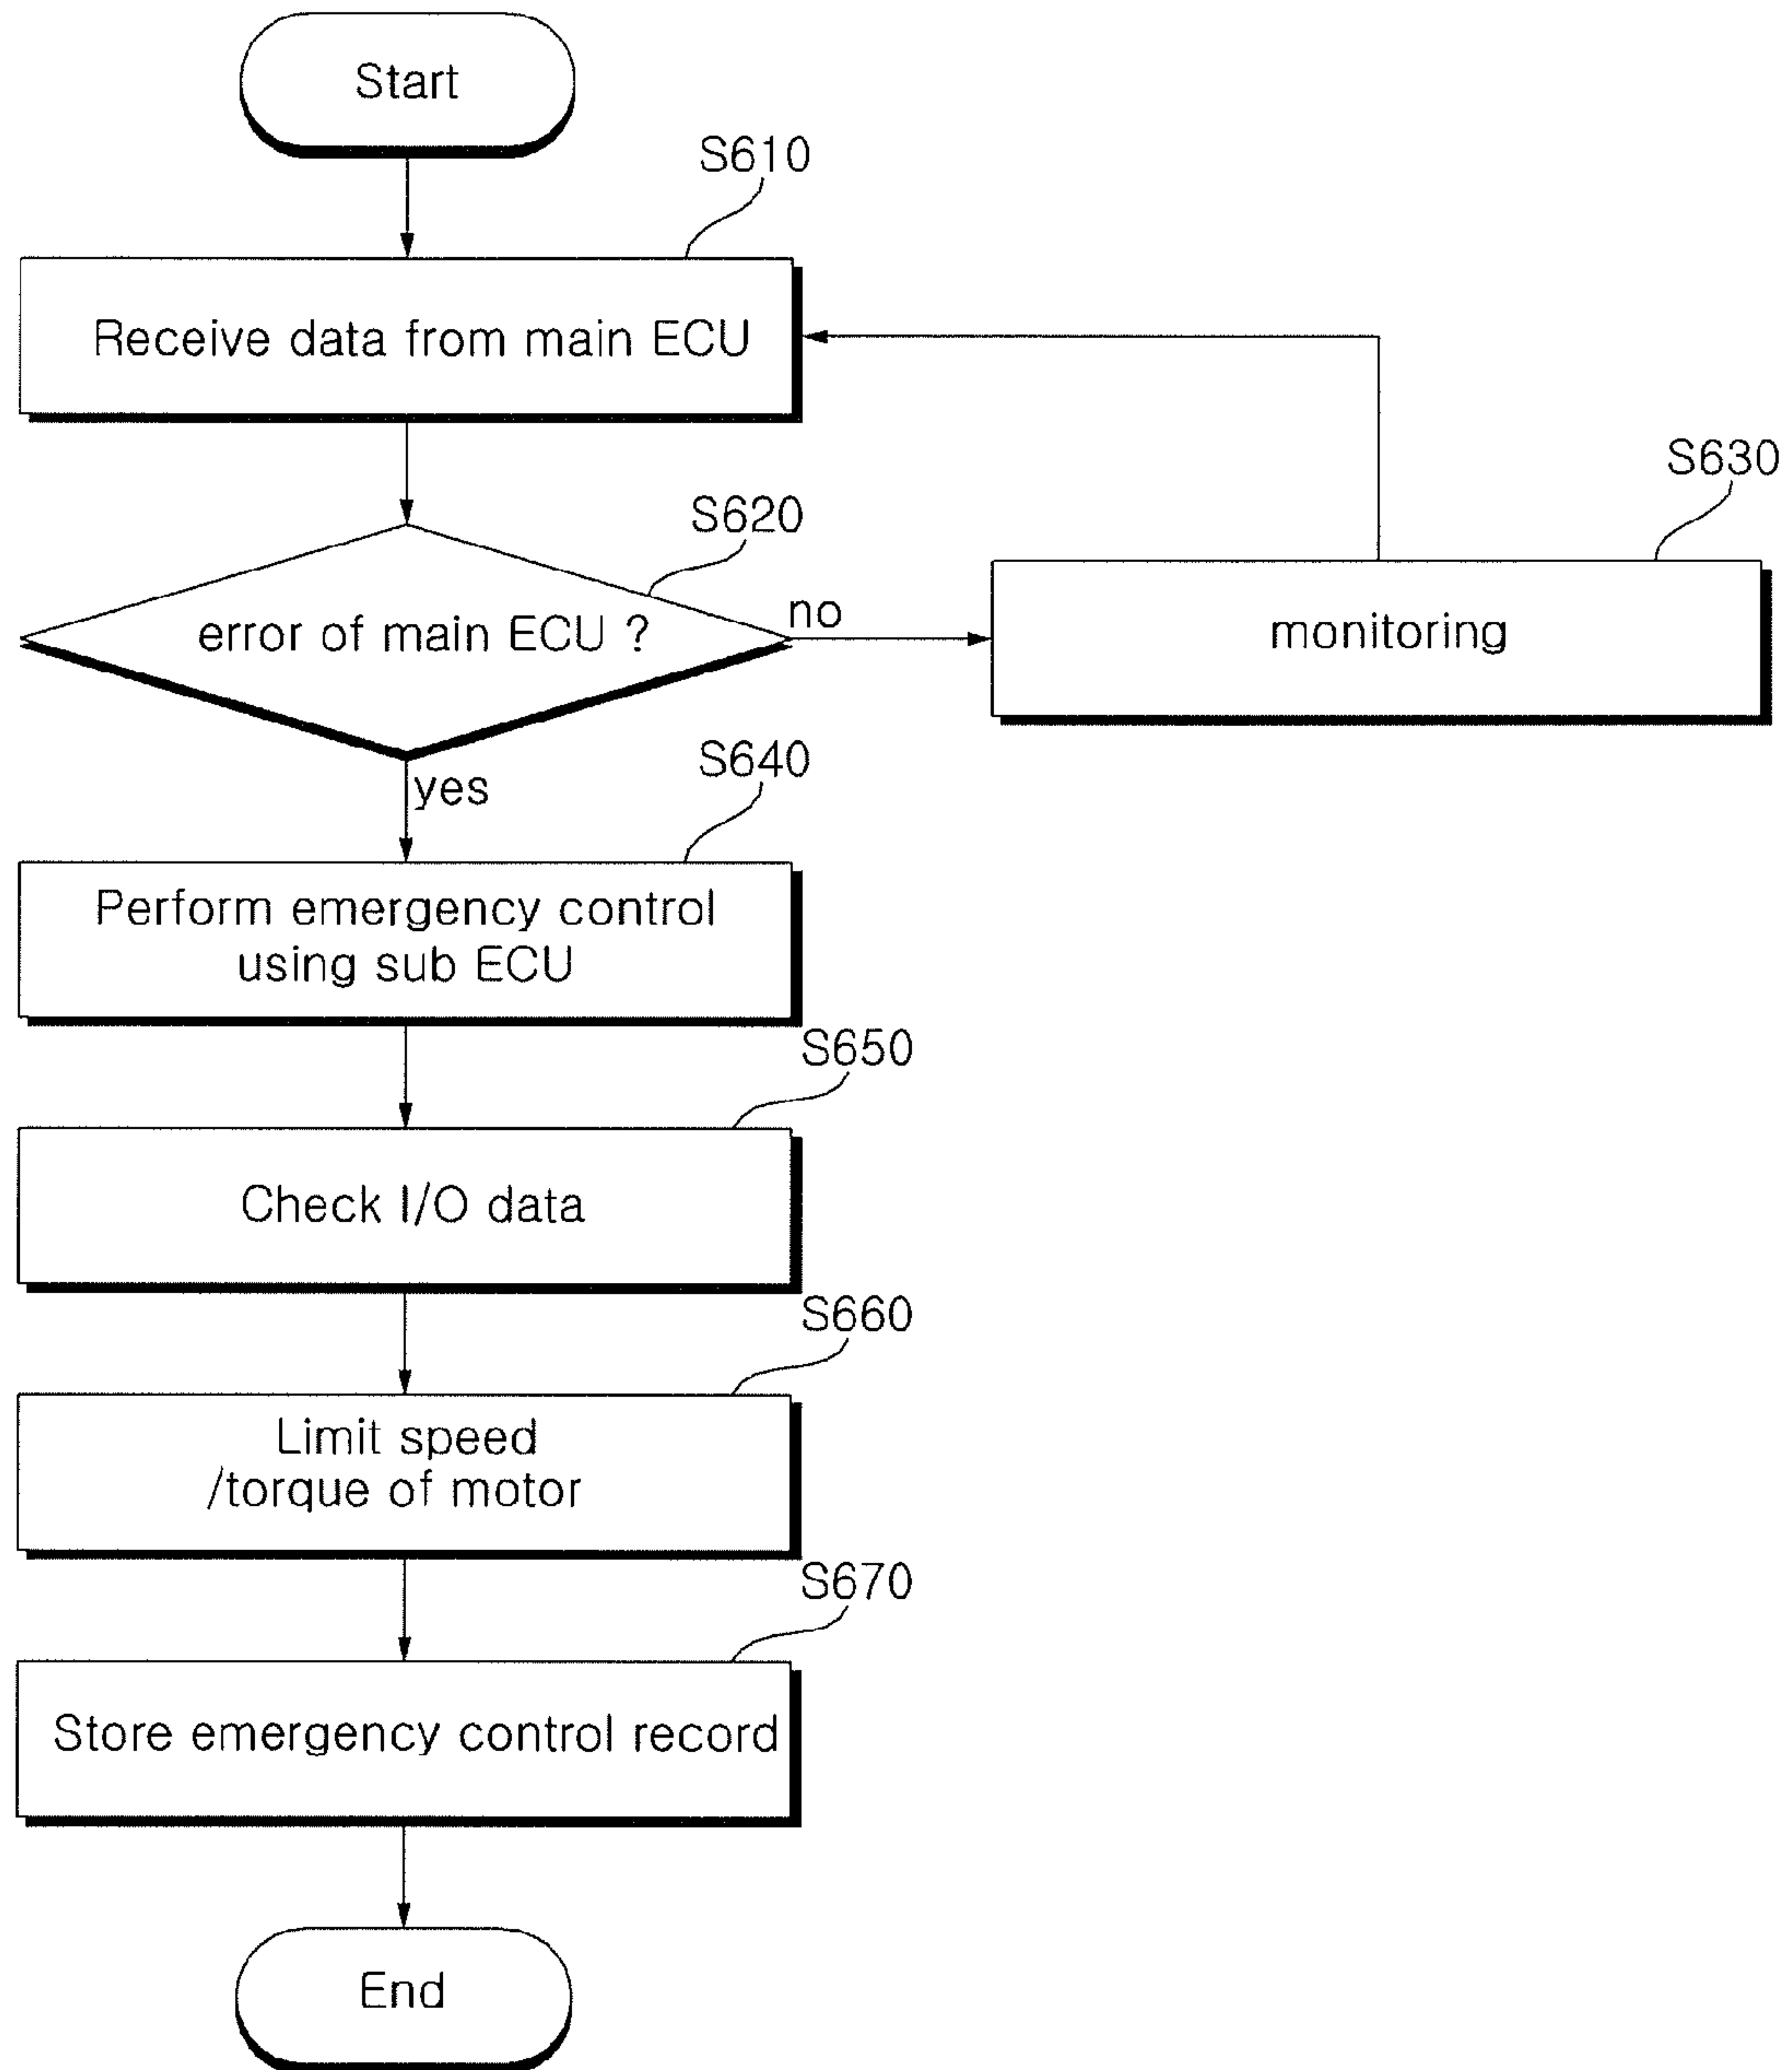 Start
S610
Receive data from main ECU
S620
error of main ECU ?
no
S630
monitoring
yes
S640
Perform emergency control
using sub ECU
S650
Check I/O data
S660
Limit speed
/torque of motor
S670
Store emergency control record
End